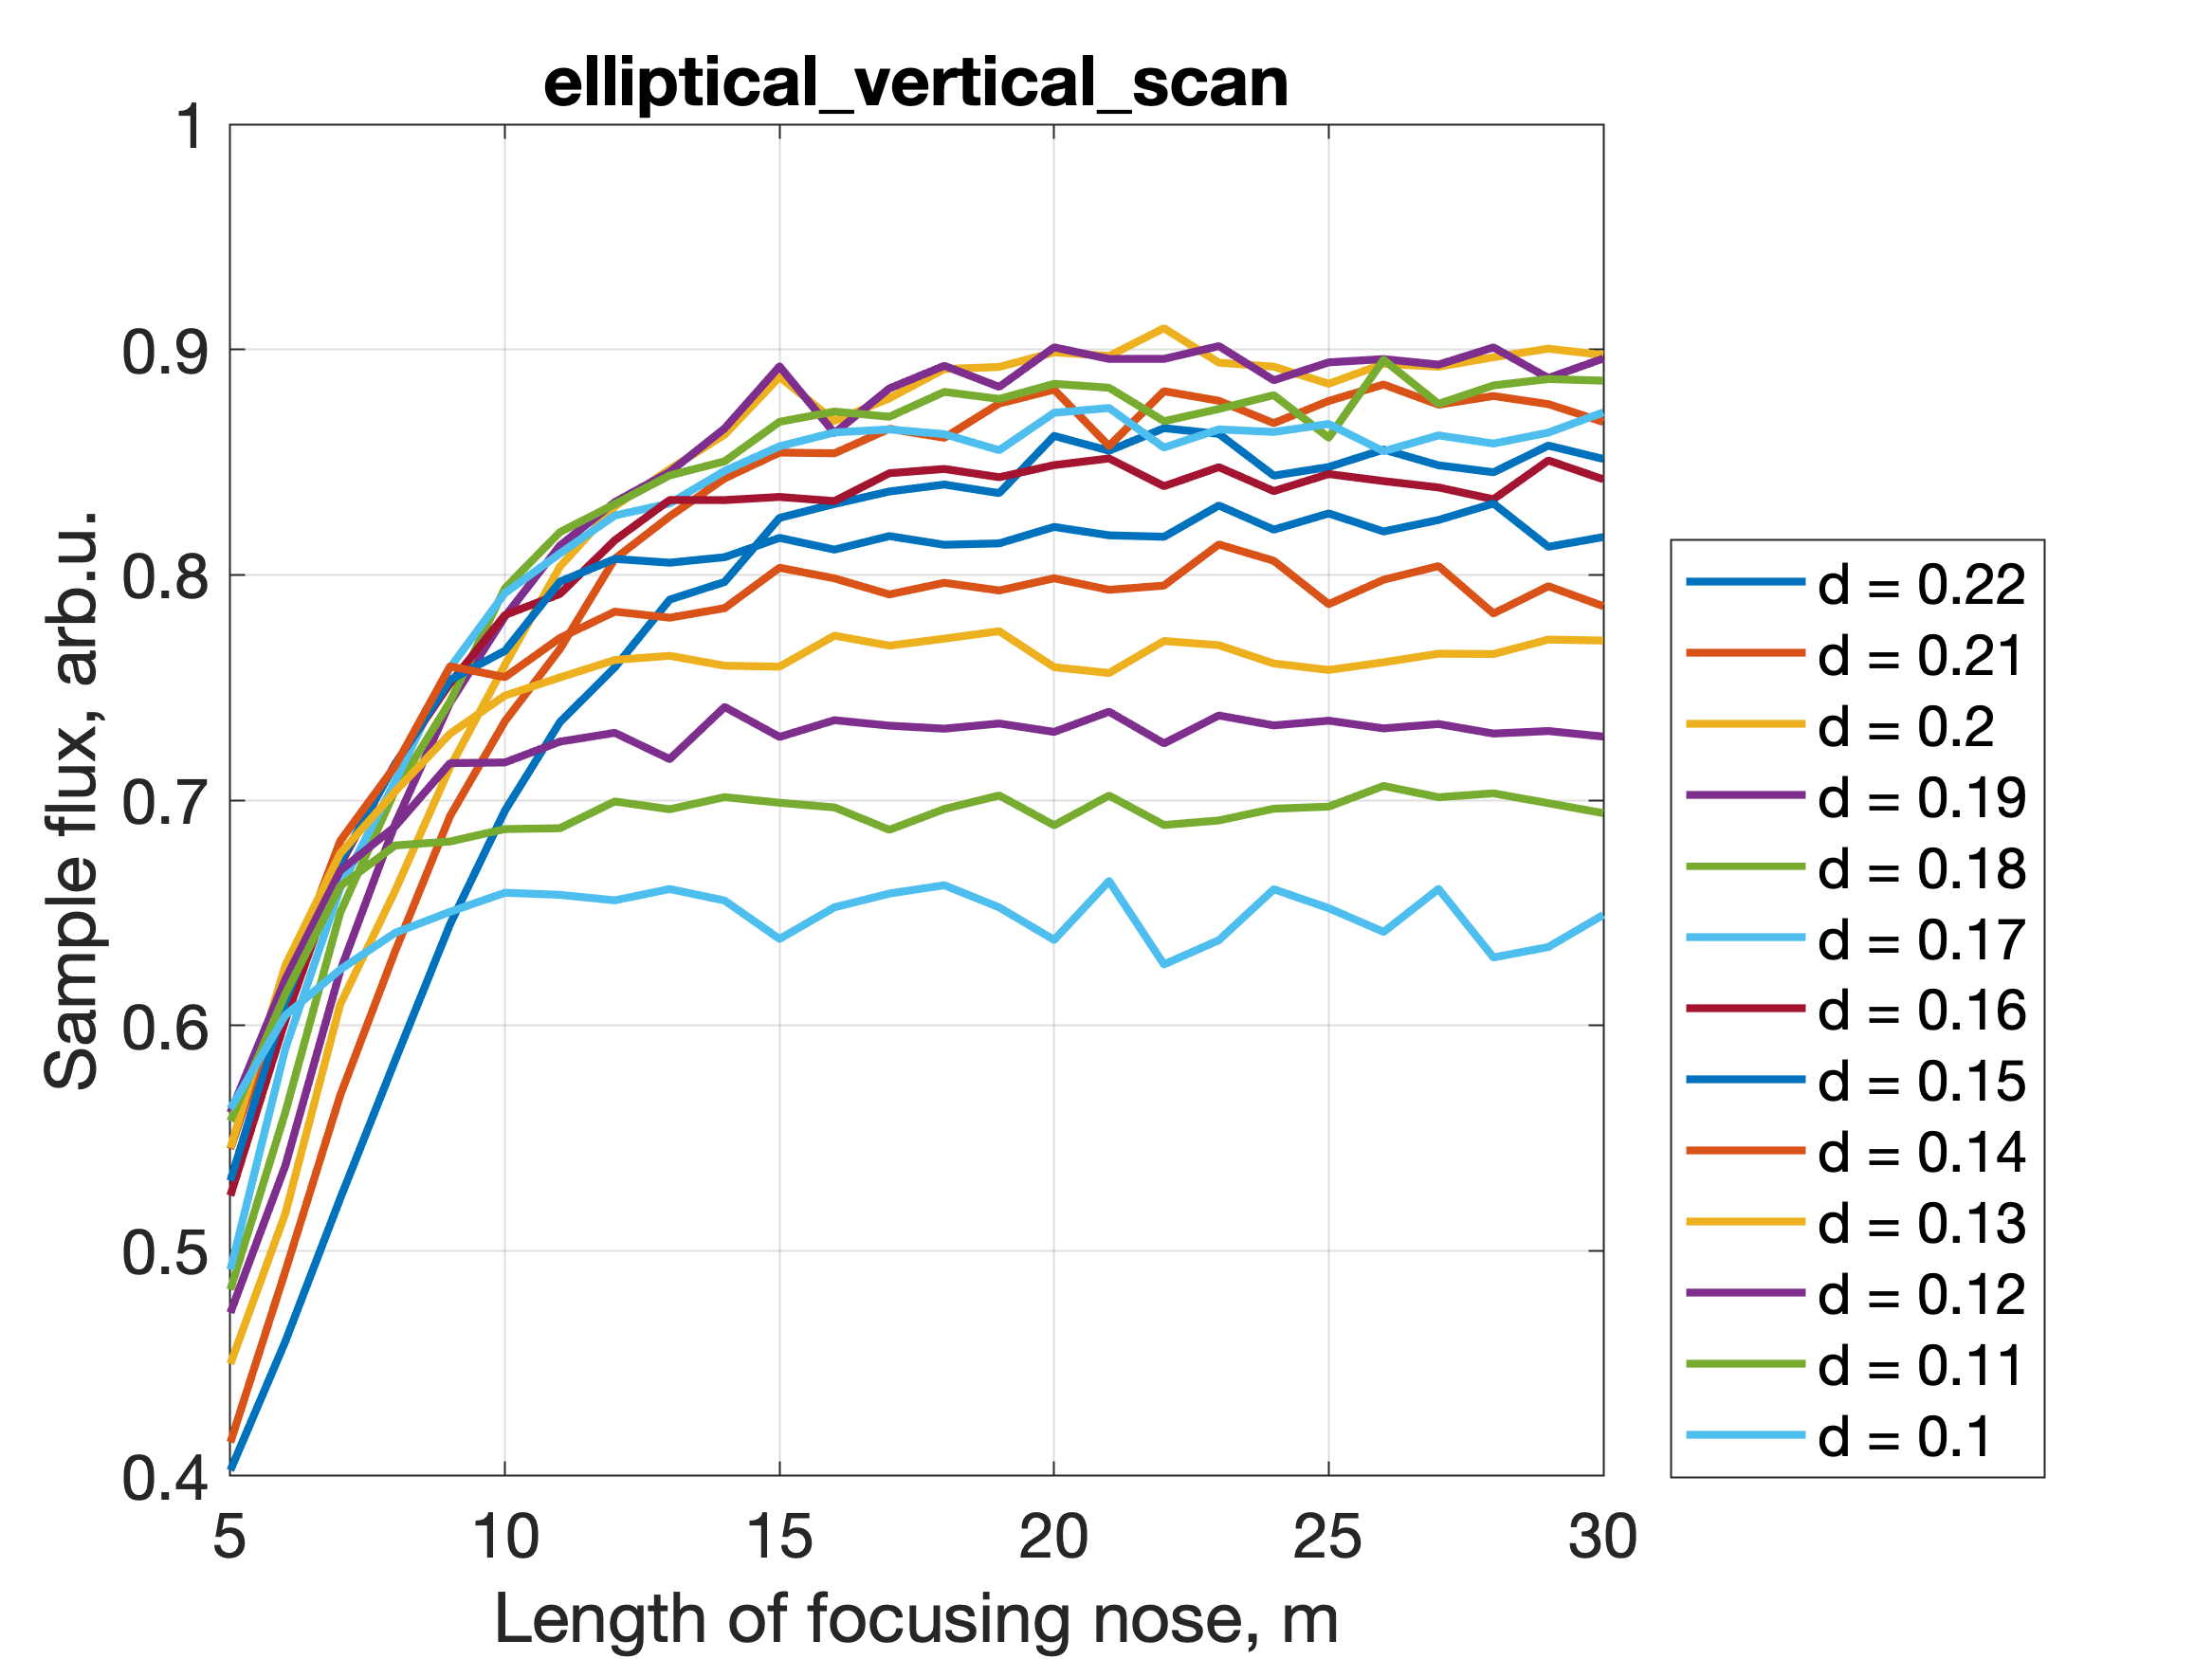 elliptical_vertical_scan
1
0.9
0.8
0.7
0.6
0.5
0.4
Sample flux, arb.u.
5 10 15 20 25 30
Length of focusing nose, m
d = 0.22
d = 0.21
d = 0.2
d = 0.19
d = 0.18
d = 0.17
d = 0.16
d = 0.15
d = 0.14
d = 0.13
d = 0.12
d = 0.11
d = 0.1